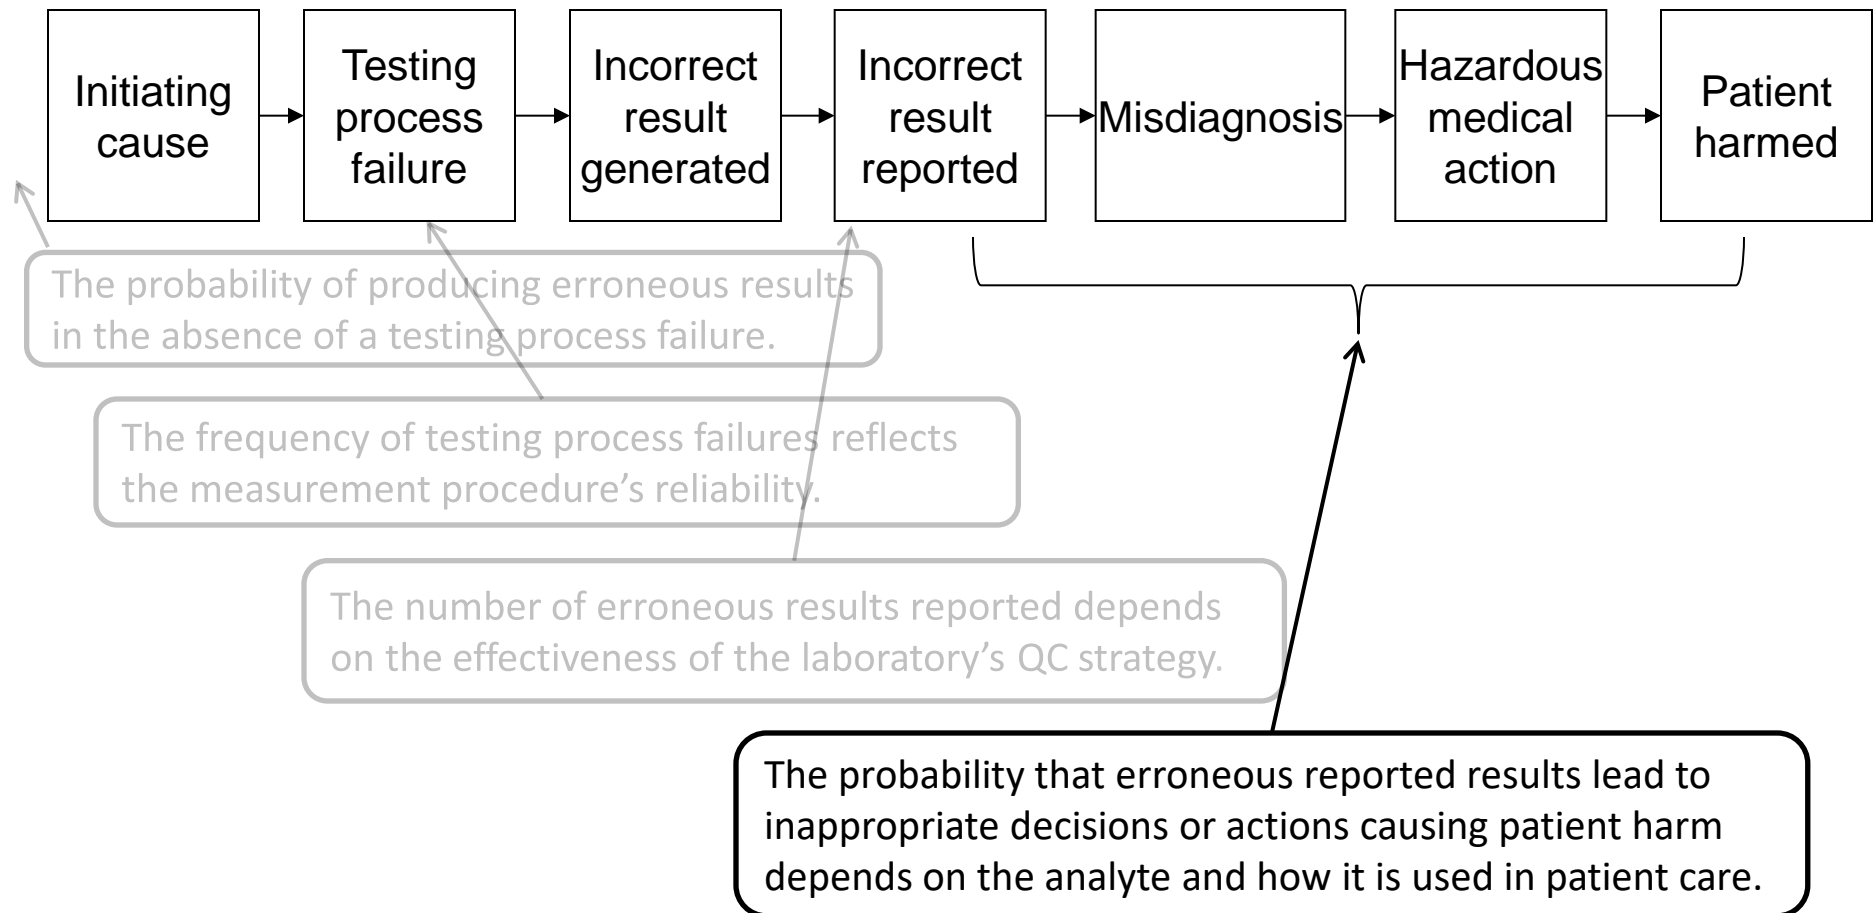 Initiating
cause
Testing
process
failure
Incorrect
result
generated
Incorrect
result
reported
Misdiagnosis
Hazardous
medical
action
Patient
harmed
The probability of producing erroneous results
in the absence of a testing process failure.
The frequency of testing process failures reflects
the measurement procedure’s reliability.
The number of erroneous results reported depends
on the effectiveness of the laboratory’s QC strategy.
The probability that erroneous reported results lead to
inappropriate decisions or actions causing patient harm
depends on the analyte and how it is used in patient care.